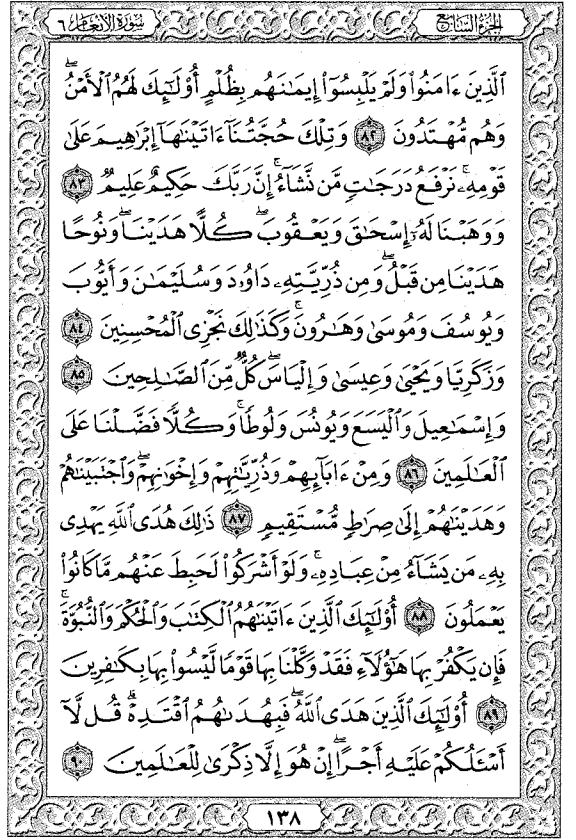 الجزء السابع
سورة الأنعام ٦
ٱلَّذِينَ ءَامَنُوا۟ وَلَمْ يَلْبِسُوٓا۟ إِيمَـٰنَهُم بِظُلْمٍ أُو۟لَـٰٓئِكَ لَهُمُ ٱلْأَمْنُ ۖ
وَهُم مُّهْتَدُونَ ٨٢ وَتِلْكَ حُجَّتُنَآ ءَاتَيْنَـٰهَآ إِبْرَٰهِيمَ عَلَىٰ
قَوْمِهِۦ ۚ نَرْفَعُ دَرَجَـٰتٍ مَّن نَّشَآءُ ۗ إِنَّ رَبَّكَ حَكِيمٌ عَلِيمٌ ٨٣
وَوَهَبْنَا لَهُۥٓ إِسْحَـٰقَ وَيَعْقُوبَ ۚ كُلًّا هَدَيْنَا ۚ وَنُوحًا
هَدَيْنَا مِن قَبْلُ ۖ وَمِن ذُرِّيَّتِهِۦ دَاوُۥدَ وَسُلَيْمَـٰنَ وَأَيُّوبَ
وَيُوسُفَ وَمُوسَىٰ وَهَـٰرُونَ ۚ وَكَذَٰلِكَ نَجْزِى ٱلْمُحْسِنِينَ ٨٤
وَزَكَرِيَّا وَيَحْيَىٰ وَعِيسَىٰ وَإِلْيَاسَ ۖ كُلٌّ مِّنَ ٱلصَّـٰلِحِينَ ٨٥
وَإِسْمَـٰعِيلَ وَٱلْيَسَعَ وَيُونُسَ وَلُوطًا ۚ وَكُلًّا فَضَّلْنَا عَلَى
ٱلْعَـٰلَمِينَ ٨٦ وَمِنْ ءَابَآئِهِمْ وَذُرِّيَّـٰتِهِمْ وَإِخْوَٰنِهِمْ ۖ وَٱجْتَبَيْنَـٰهُمْ
وَهَدَيْنَـٰهُمْ إِلَىٰ صِرَٰطٍ مُّسْتَقِيمٍ ٨٧ ذَٰلِكَ هُدَى ٱللَّهِ يَهْدِى
بِهِۦ مَن يَشَآءُ مِنْ عِبَادِهِۦ ۚ وَلَوْ أَشْرَكُوا۟ لَحَبِطَ عَنْهُم مَّا كَانُوا۟
يَعْمَلُونَ ٨٨ أُو۟لَـٰٓئِكَ ٱلَّذِينَ ءَاتَيْنَـٰهُمُ ٱلْكِتَـٰبَ وَٱلْحُكْمَ وَٱلنُّبُوَّةَ ۚ
فَإِن يَكْفُرْ بِهَا هَـٰٓؤُلَآءِ فَقَدْ وَكَّلْنَا بِهَا قَوْمًا لَّيْسُوا۟ بِهَا بِكَـٰفِرِينَ
٨٩ أُو۟لَـٰٓئِكَ ٱلَّذِينَ هَدَى ٱللَّهُ ۖ فَبِهُدَىٰهُمُ ٱقْتَدِهْ ۗ قُل لَّآ
أَسْـَٔلُكُمْ عَلَيْهِ أَجْرًا ۖ إِنْ هُوَ إِلَّا ذِكْرَىٰ لِلْعَـٰلَمِينَ ٩٠
١٣٨